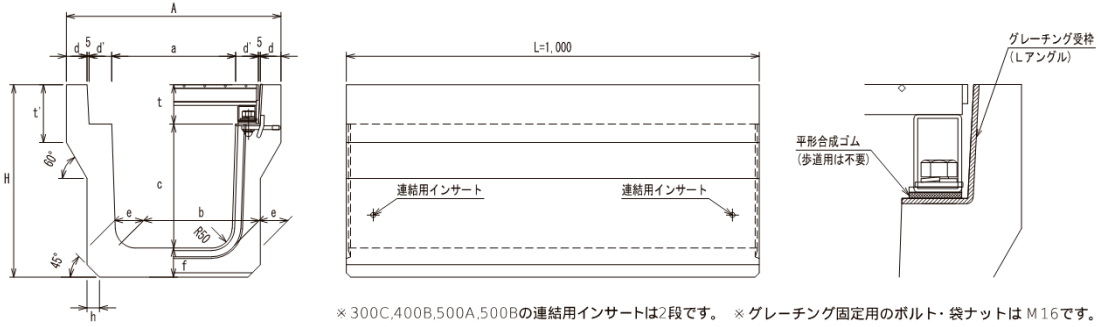 A
d 5 d' a d' 5 d
t'
t
H
60°
c
e b e
R50
45°
f
h
L=1,000
連結用インサート 連結用インサート
グレーチング受枠
(Lアングル)
平形合成ゴム
(歩道用は不要)
※300C,400B,500A,500Bの連結用インサートは2段です。 ※グレーチング固定用のボルト・袋ナットは M16です。